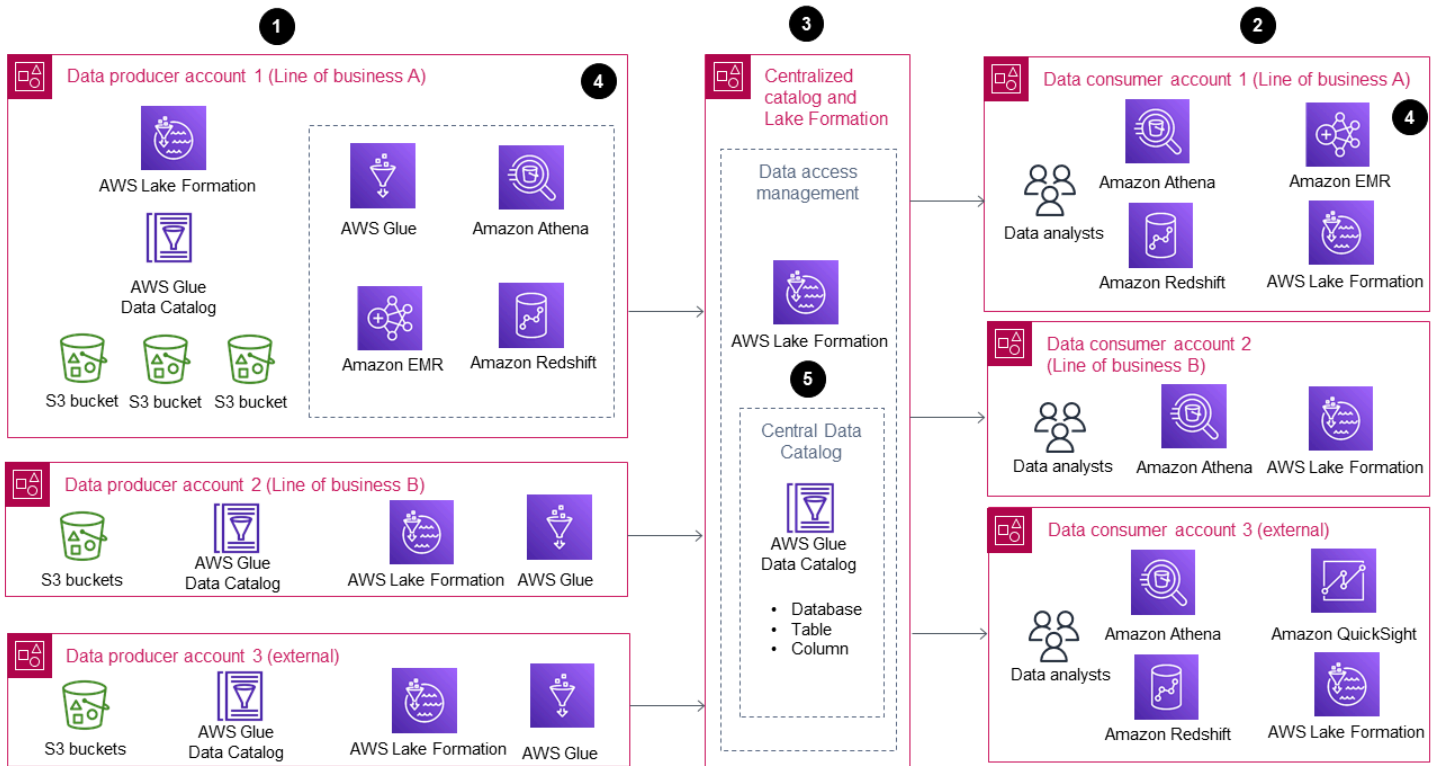 1
3
2
Data producer account 1 (Line of business A)
4
AWS Lake Formation
AWS Glue
Data Catalog
S3 bucket
S3 bucket
S3 bucket
AWS Glue
Amazon Athena
Amazon EMR
Amazon Redshift
Data producer account 2 (Line of business B)
S3 buckets
AWS Glue
Data Catalog
AWS Lake Formation
AWS Glue
Data producer account 3 (external)
S3 buckets
AWS Glue
Data Catalog
AWS Lake Formation
AWS Glue
Centralized
catalog and
Lake Formation
Data access
management
AWS Lake Formation
5
Central Data
Catalog
AWS Glue
Data Catalog
• Database
• Table
• Column
Data consumer account 1 (Line of business A)
4
Data analysts
Amazon Athena
Amazon EMR
Amazon Redshift
AWS Lake Formation
Data consumer account 2
(Line of business B)
Data analysts
Amazon Athena
AWS Lake Formation
Data consumer account 3 (external)
Data analysts
Amazon Athena
Amazon QuickSight
Amazon Redshift
AWS Lake Formation